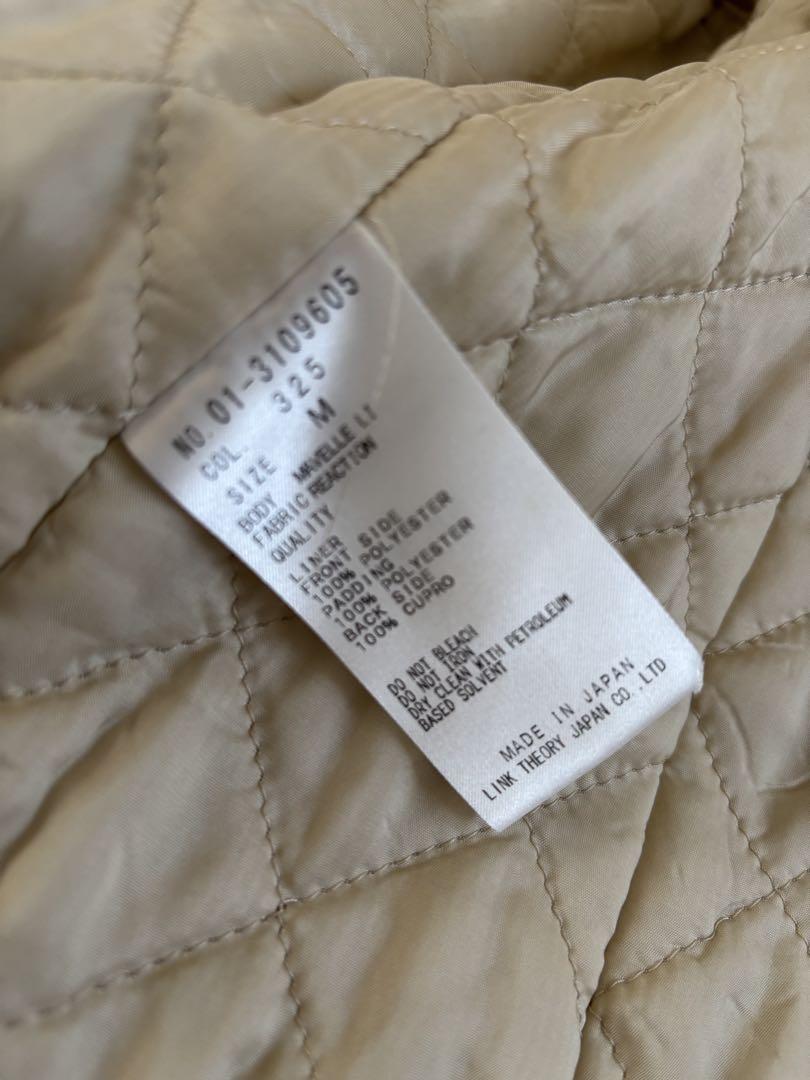 NO. 01-3109605
COL. 325
SIZE M
BODY MAVELLE LI
FABRIC REACTION
QUALITY
LINER
FRONT SIDE
100% POLYESTER
PADDING
100% POLYESTER
BACK SIDE
100% CUPRO
DO NOT BLEACH
DO NOT IRON
DRY CLEAN WITH PETROLEUM
BASED SOLVENT
MADE IN JAPAN
LINK THEORY JAPAN CO.,LTD